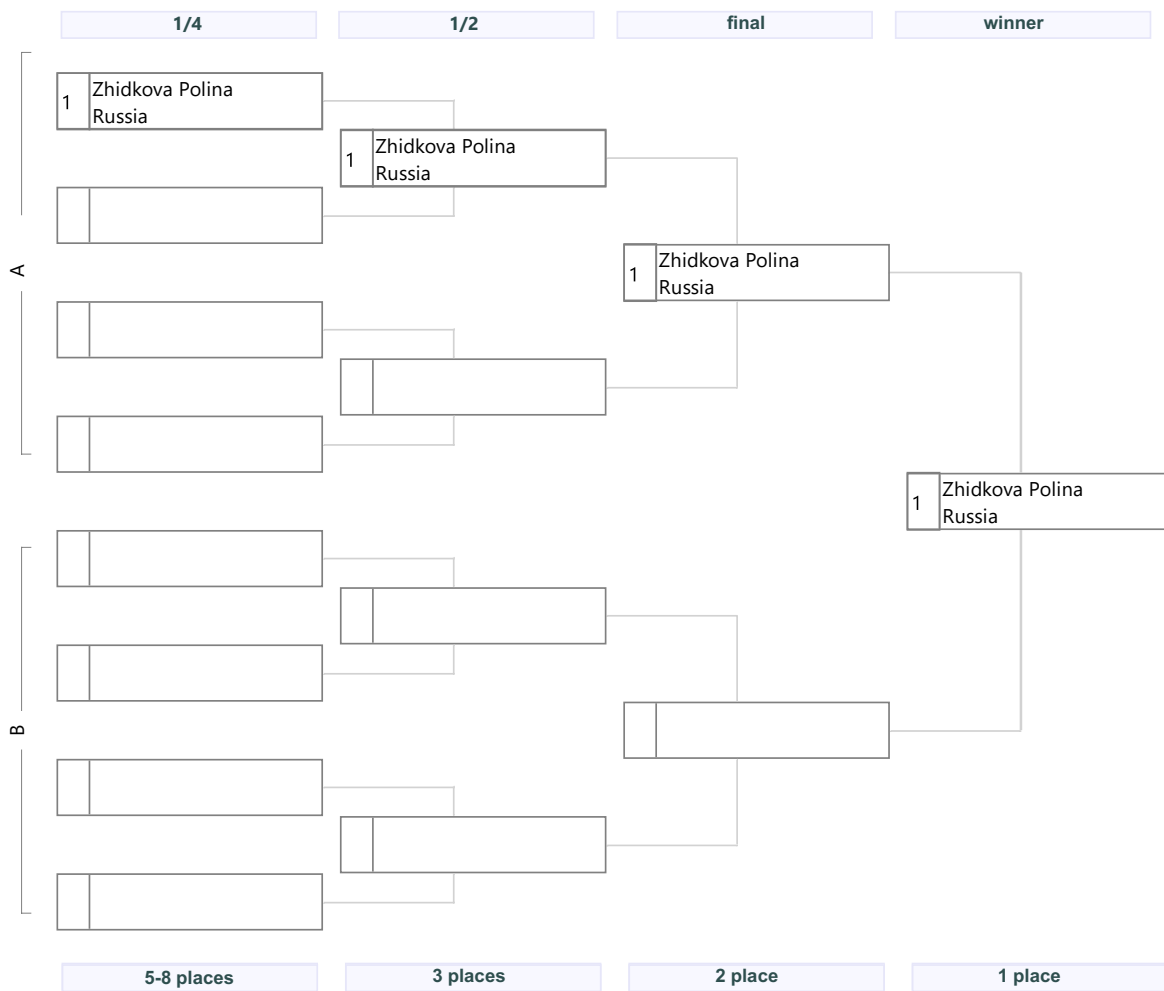 1/4
1/2
final
winner
1
Zhidkova Polina
Russia
1
Zhidkova Polina
Russia
A
1
Zhidkova Polina
Russia
1
Zhidkova Polina
Russia
B
5-8 places
3 places
2 place
1 place